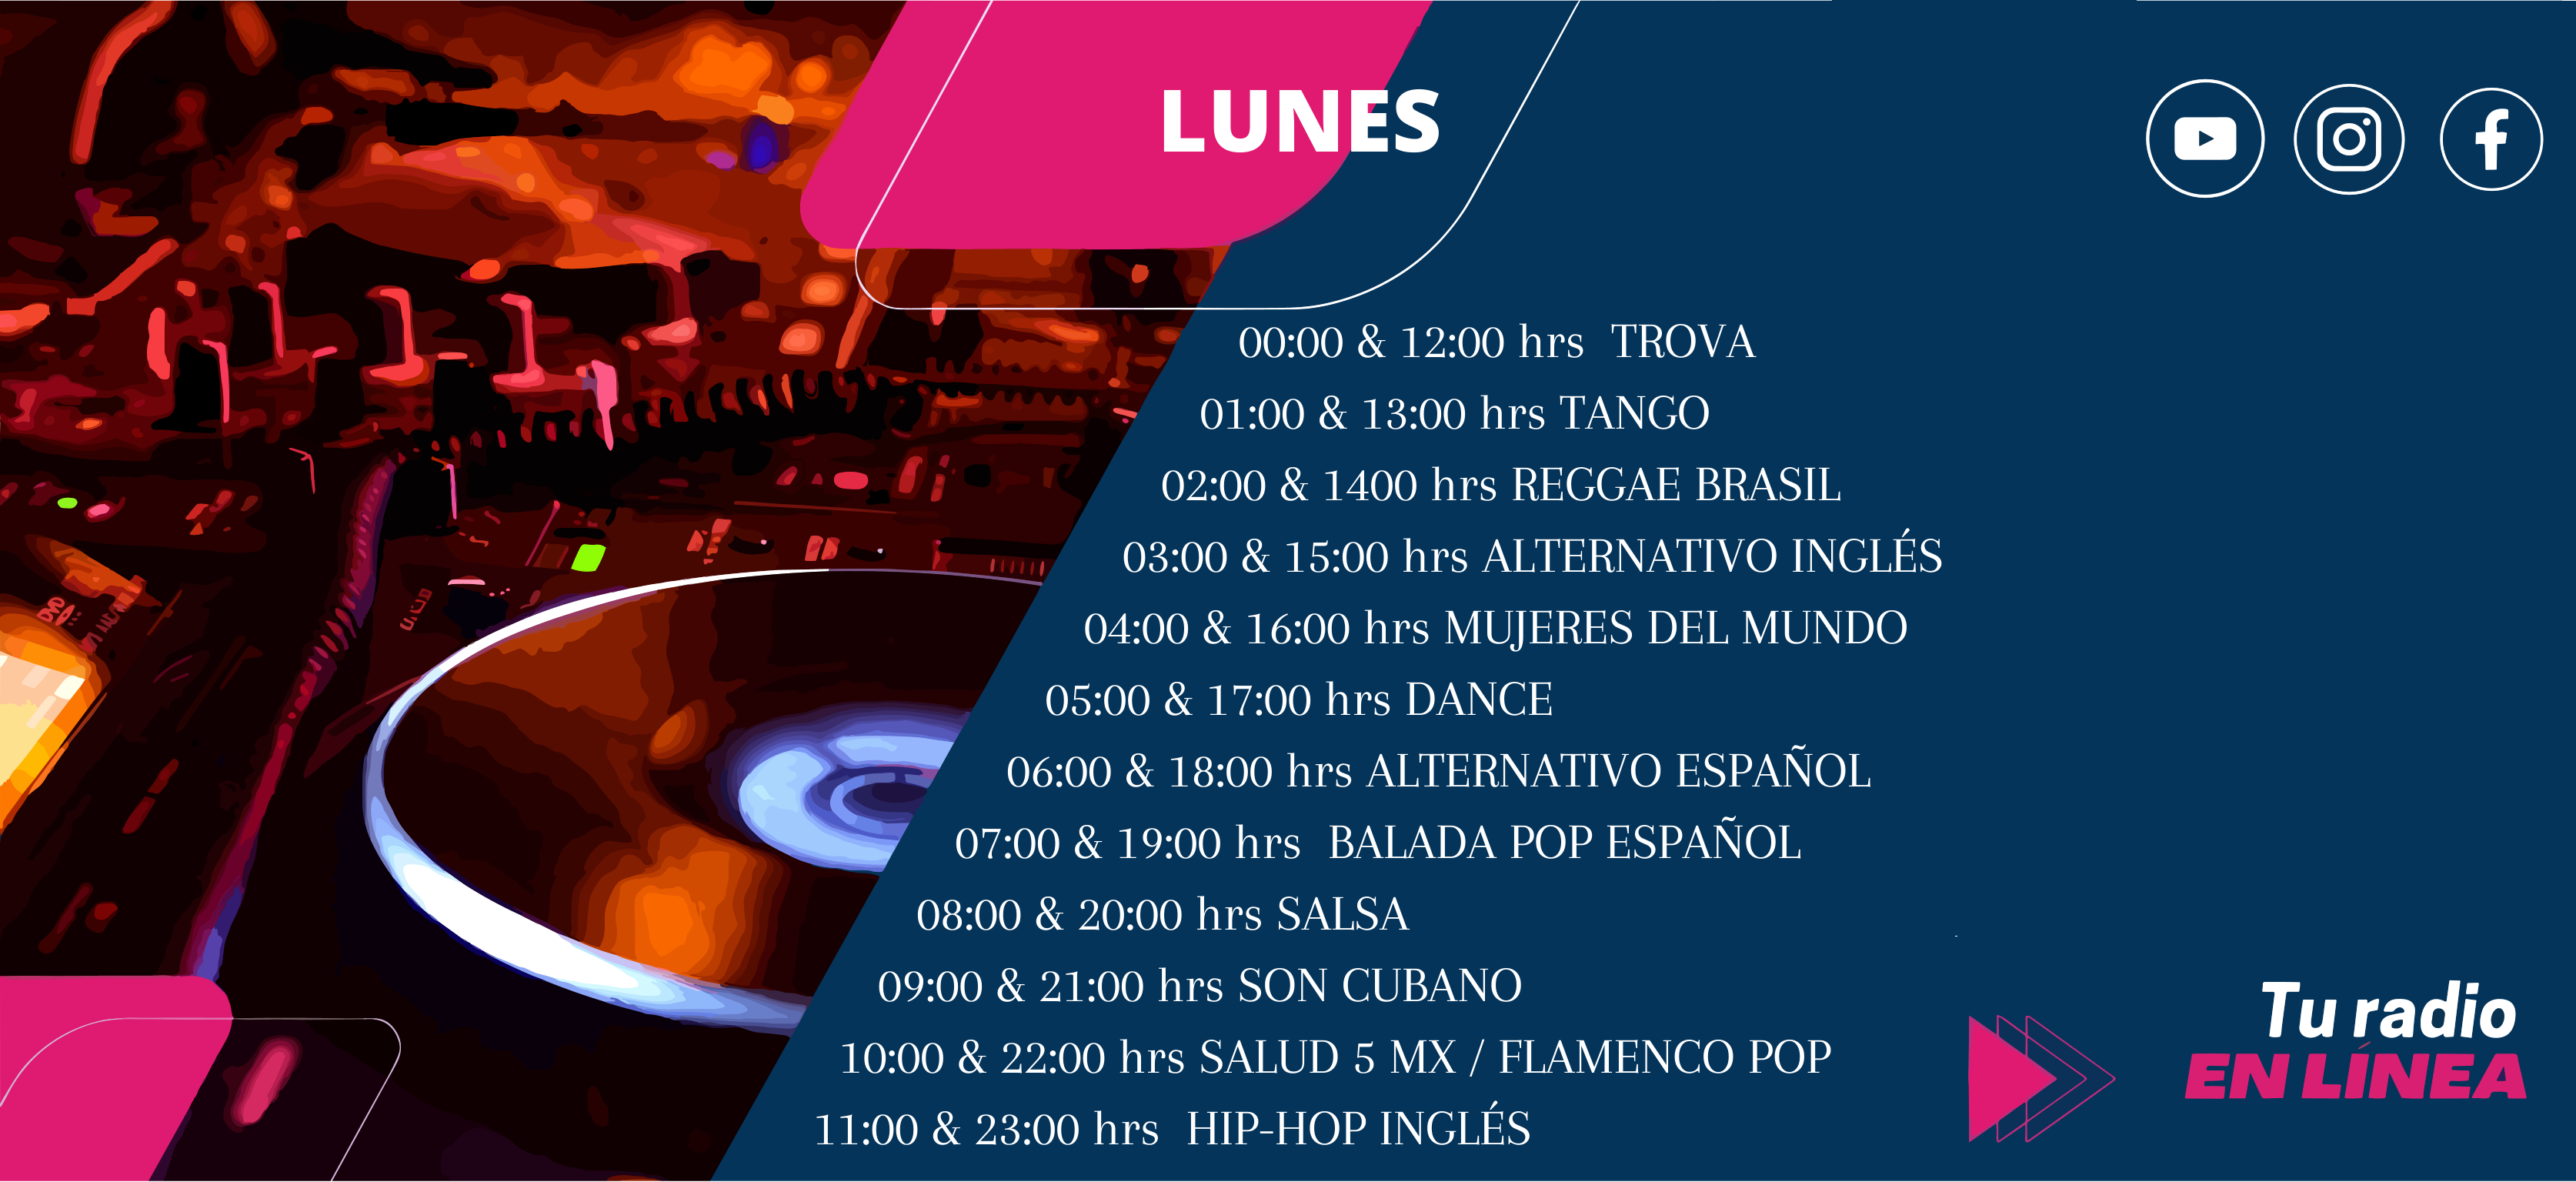 LUNES
00:00 & 12:00 hrs TROVA
01:00 & 13:00 hrs TANGO
02:00 & 1400 hrs REGGAE BRASIL
03:00 & 15:00 hrs ALTERNATIVO INGLÉS
04:00 & 16:00 hrs MUJERES DEL MUNDO
05:00 & 17:00 hrs DANCE
06:00 & 18:00 hrs ALTERNATIVO ESPAÑOL
07:00 & 19:00 hrs BALADA POP ESPAÑOL
08:00 & 20:00 hrs SALSA
09:00 & 21:00 hrs SON CUBANO
10:00 & 22:00 hrs SALUD 5 MX / FLAMENCO POP
11:00 & 23:00 hrs HIP-HOP INGLÉS
Tu radio
EN LÍNEA